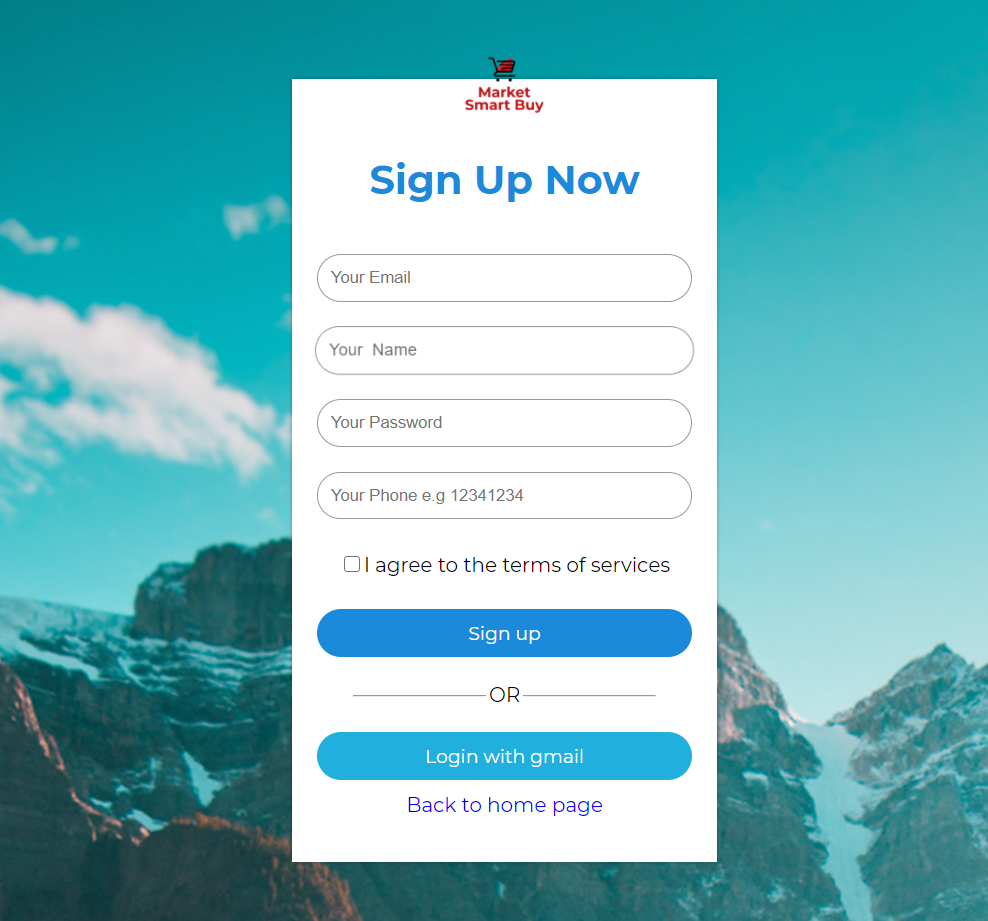 Market
Smart Buy
Sign Up Now
Your Email
Your  Name
Your Password
Your Phone e.g 12341234
I agree to the terms of services
Sign up
OR
Login with gmail
Back to home page